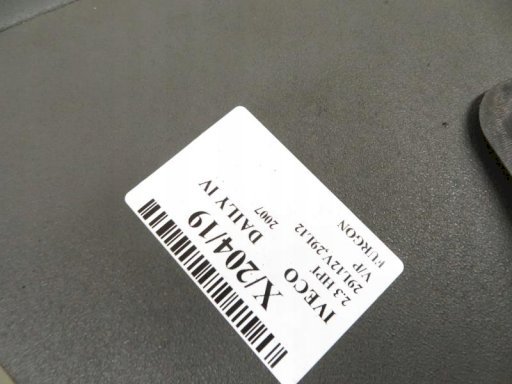 X/204/19
IVECO DAILY IV
2.3 HPI 2007
29L12V,29L12
V/P
FURGON